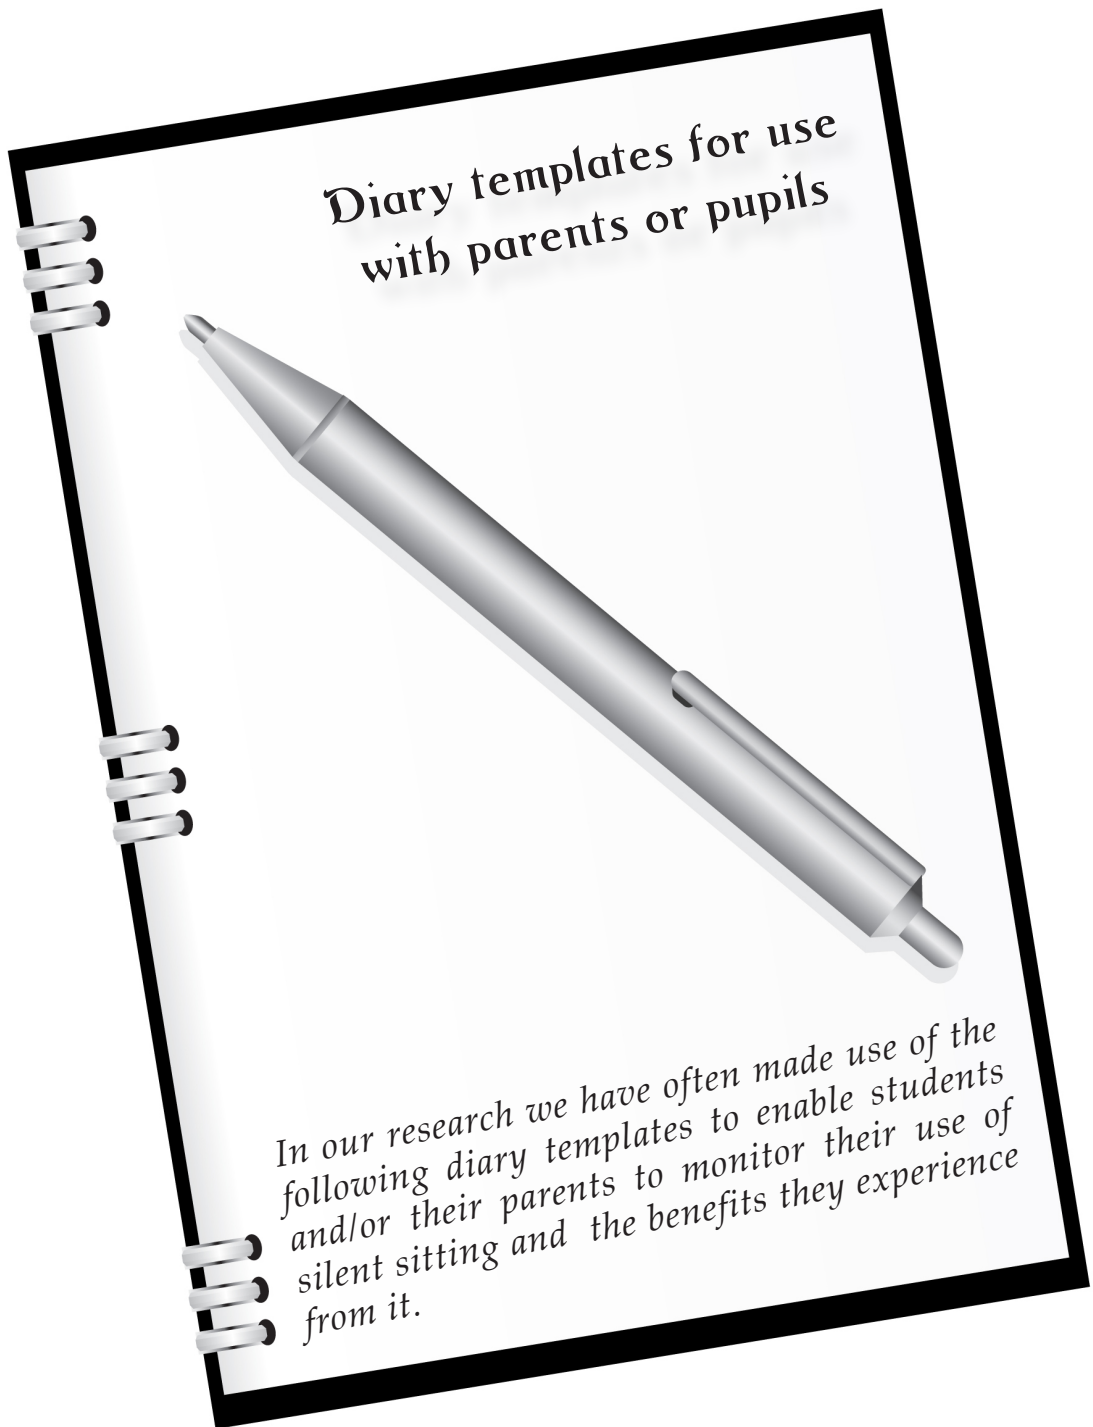 Diary templates for use
with parents or pupils
In our research we have often made use of the
following diary templates to enable students
and/or their parents to monitor their use of
silent sitting and the benefits they experience
from it.